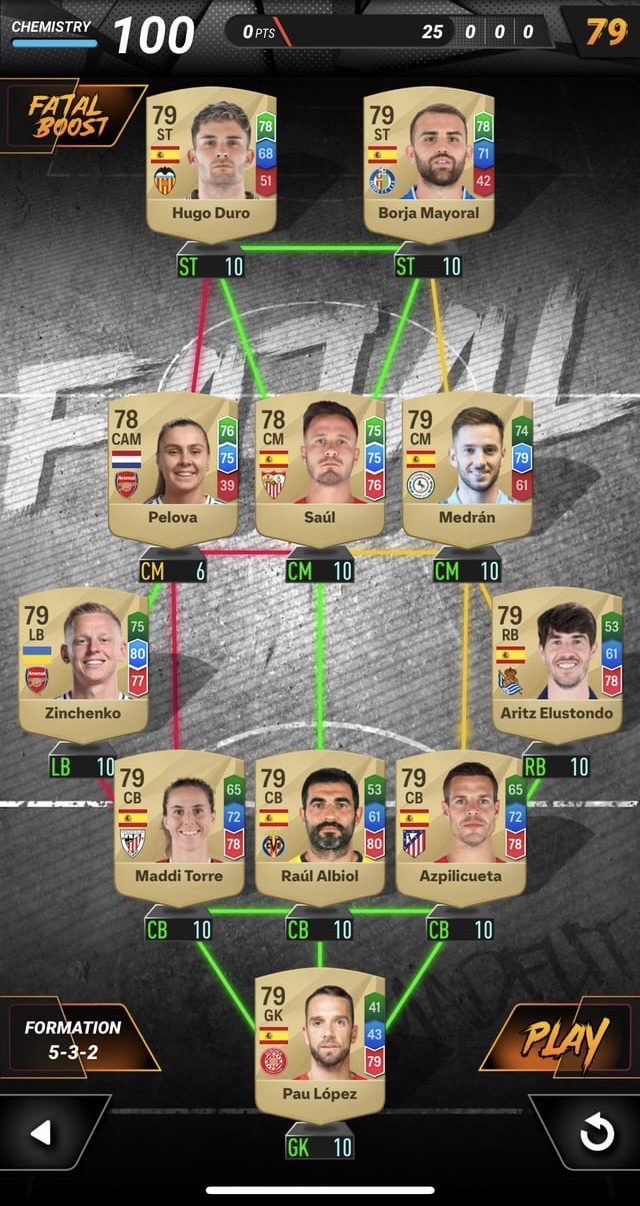 CHEMISTRY 100 0 PTS 25 0 0 0 79
FATAL
BOOST
79
ST
78
68
51
Hugo Duro
ST 10
79
ST
78
71
42
Borja Mayoral
ST 10
FATAL
78
CAM
76
75
39
Arsenal
Pelova
CM 6
78
CM
75
75
76
Saúl
CM 10
79
CM
74
79
61
Medrán
CM 10
79
LB
75
80
77
Arsenal
Zinchenko
LB 10
79
RB
53
61
78
Aritz Elustondo
RB 10
79
CB
65
72
78
Maddi Torre
CB 10
79
CB
53
61
80
Raúl Albiol
CB 10
79
CB
65
72
78
Azpilicueta
CB 10
79
GK
41
43
79
Pau López
GK 10
FORMATION
5-3-2
PLAY